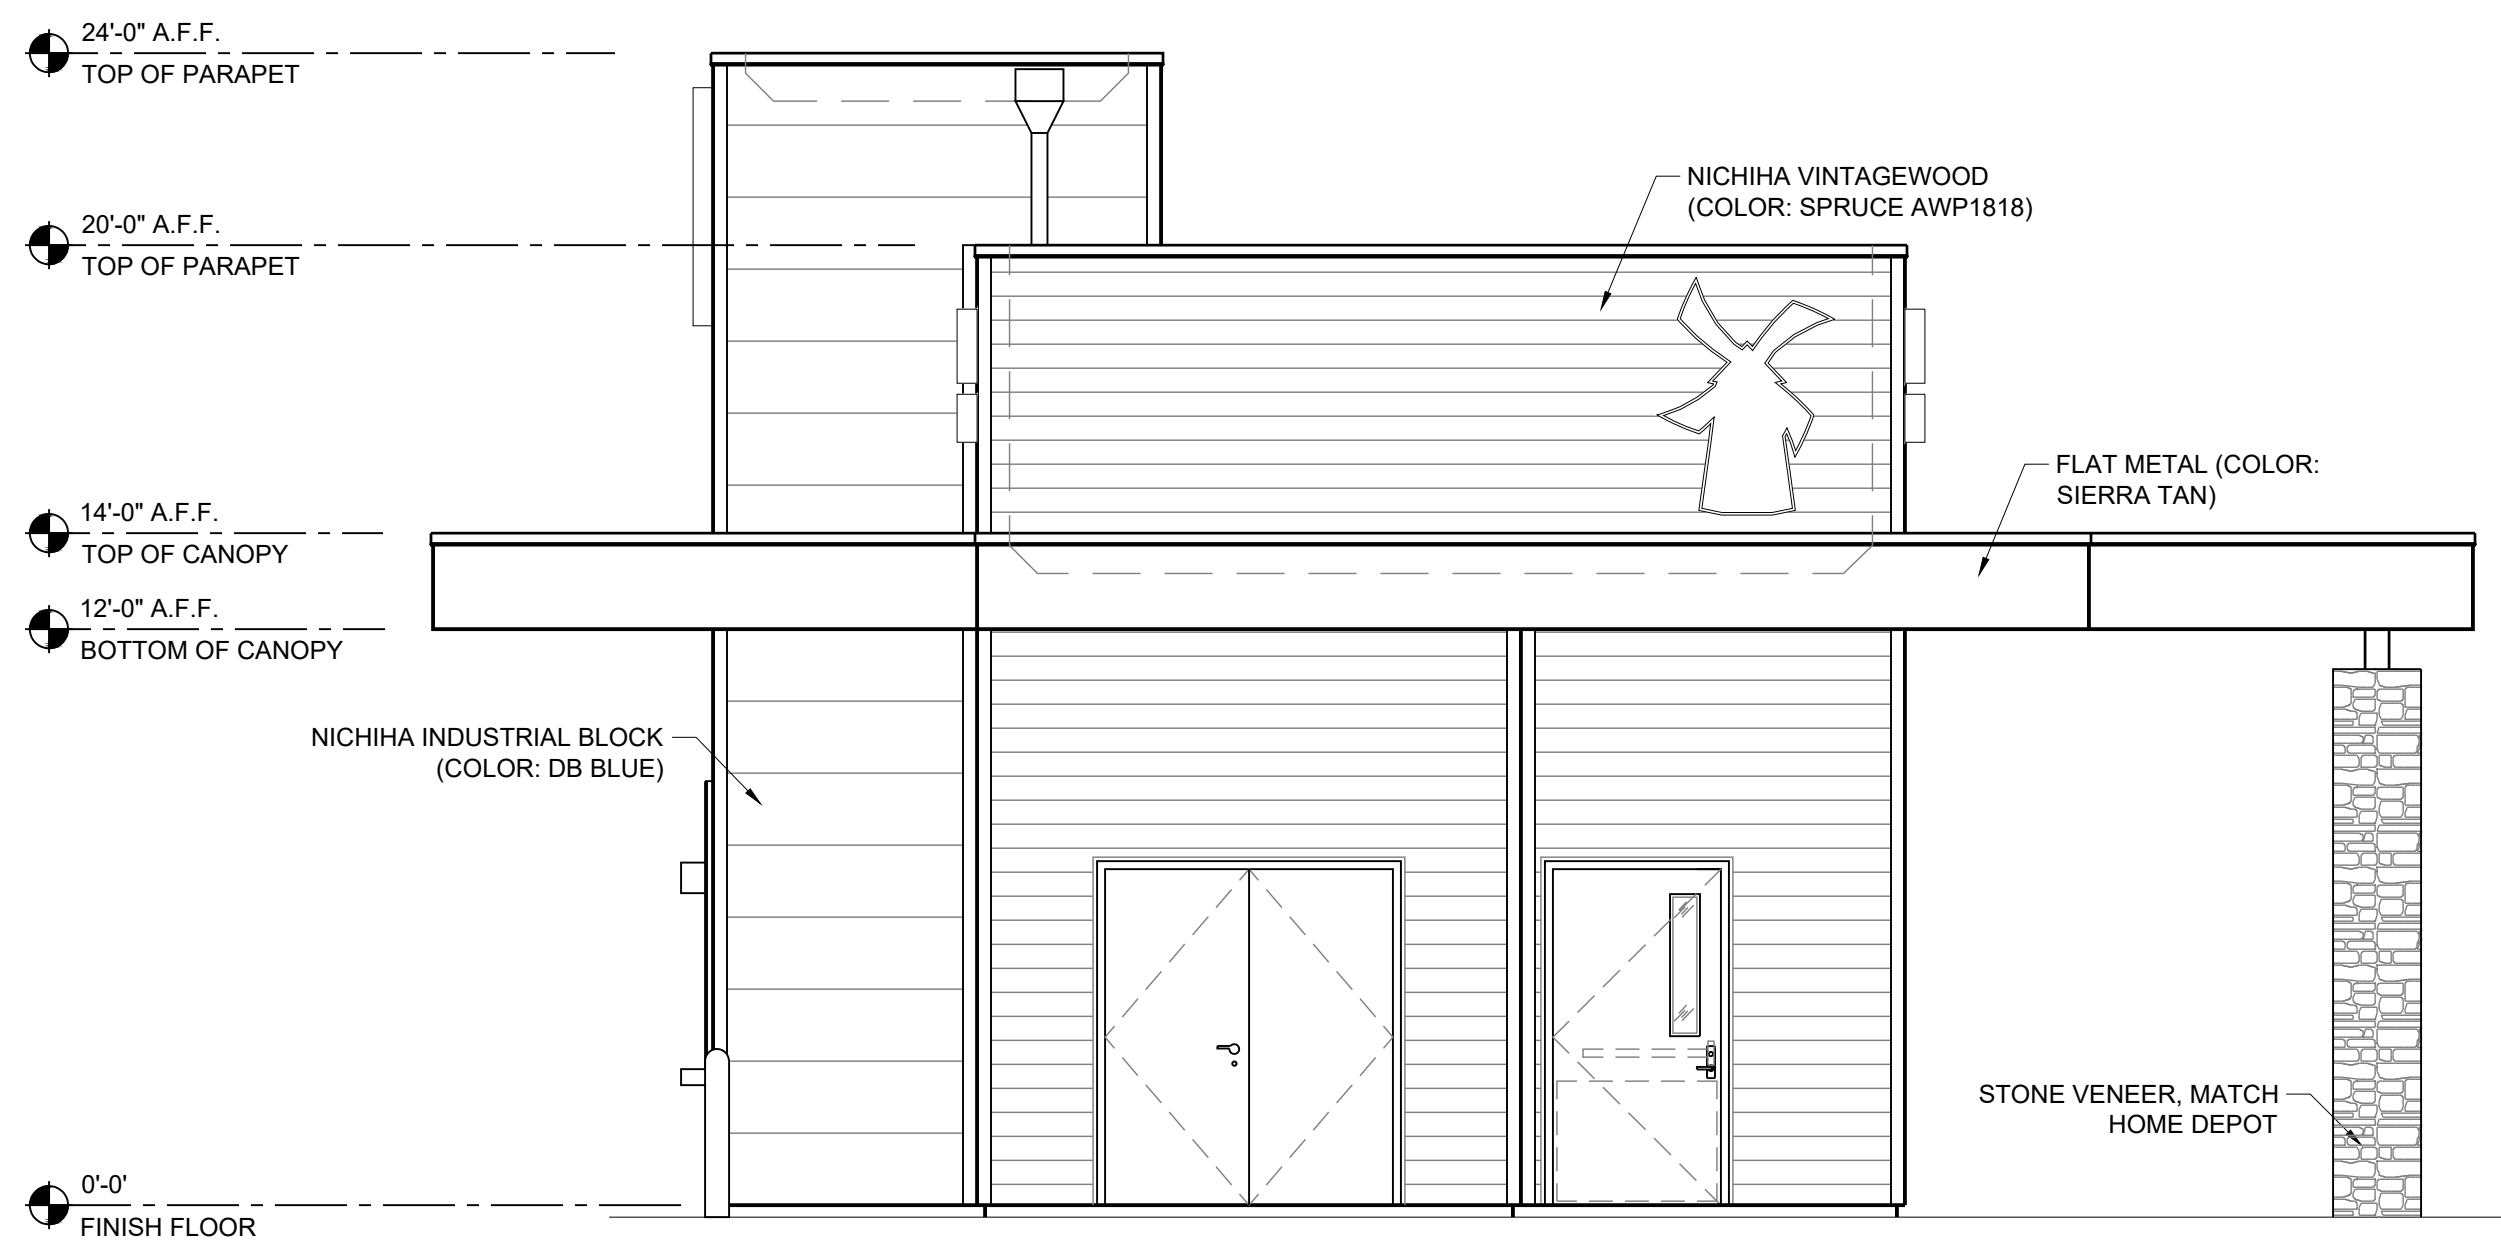 24'-0" A.F.F.
TOP OF PARAPET
NICHIHA VINTAGEWOOD
(COLOR: SPRUCE AWP1818)
20'-0" A.F.F.
TOP OF PARAPET
FLAT METAL (COLOR:
SIERRA TAN)
14'-0" A.F.F.
TOP OF CANOPY
12'-0" A.F.F.
BOTTOM OF CANOPY
NICHIHA INDUSTRIAL BLOCK
(COLOR: DB BLUE)
STONE VENEER, MATCH
HOME DEPOT
0'-0'
FINISH FLOOR